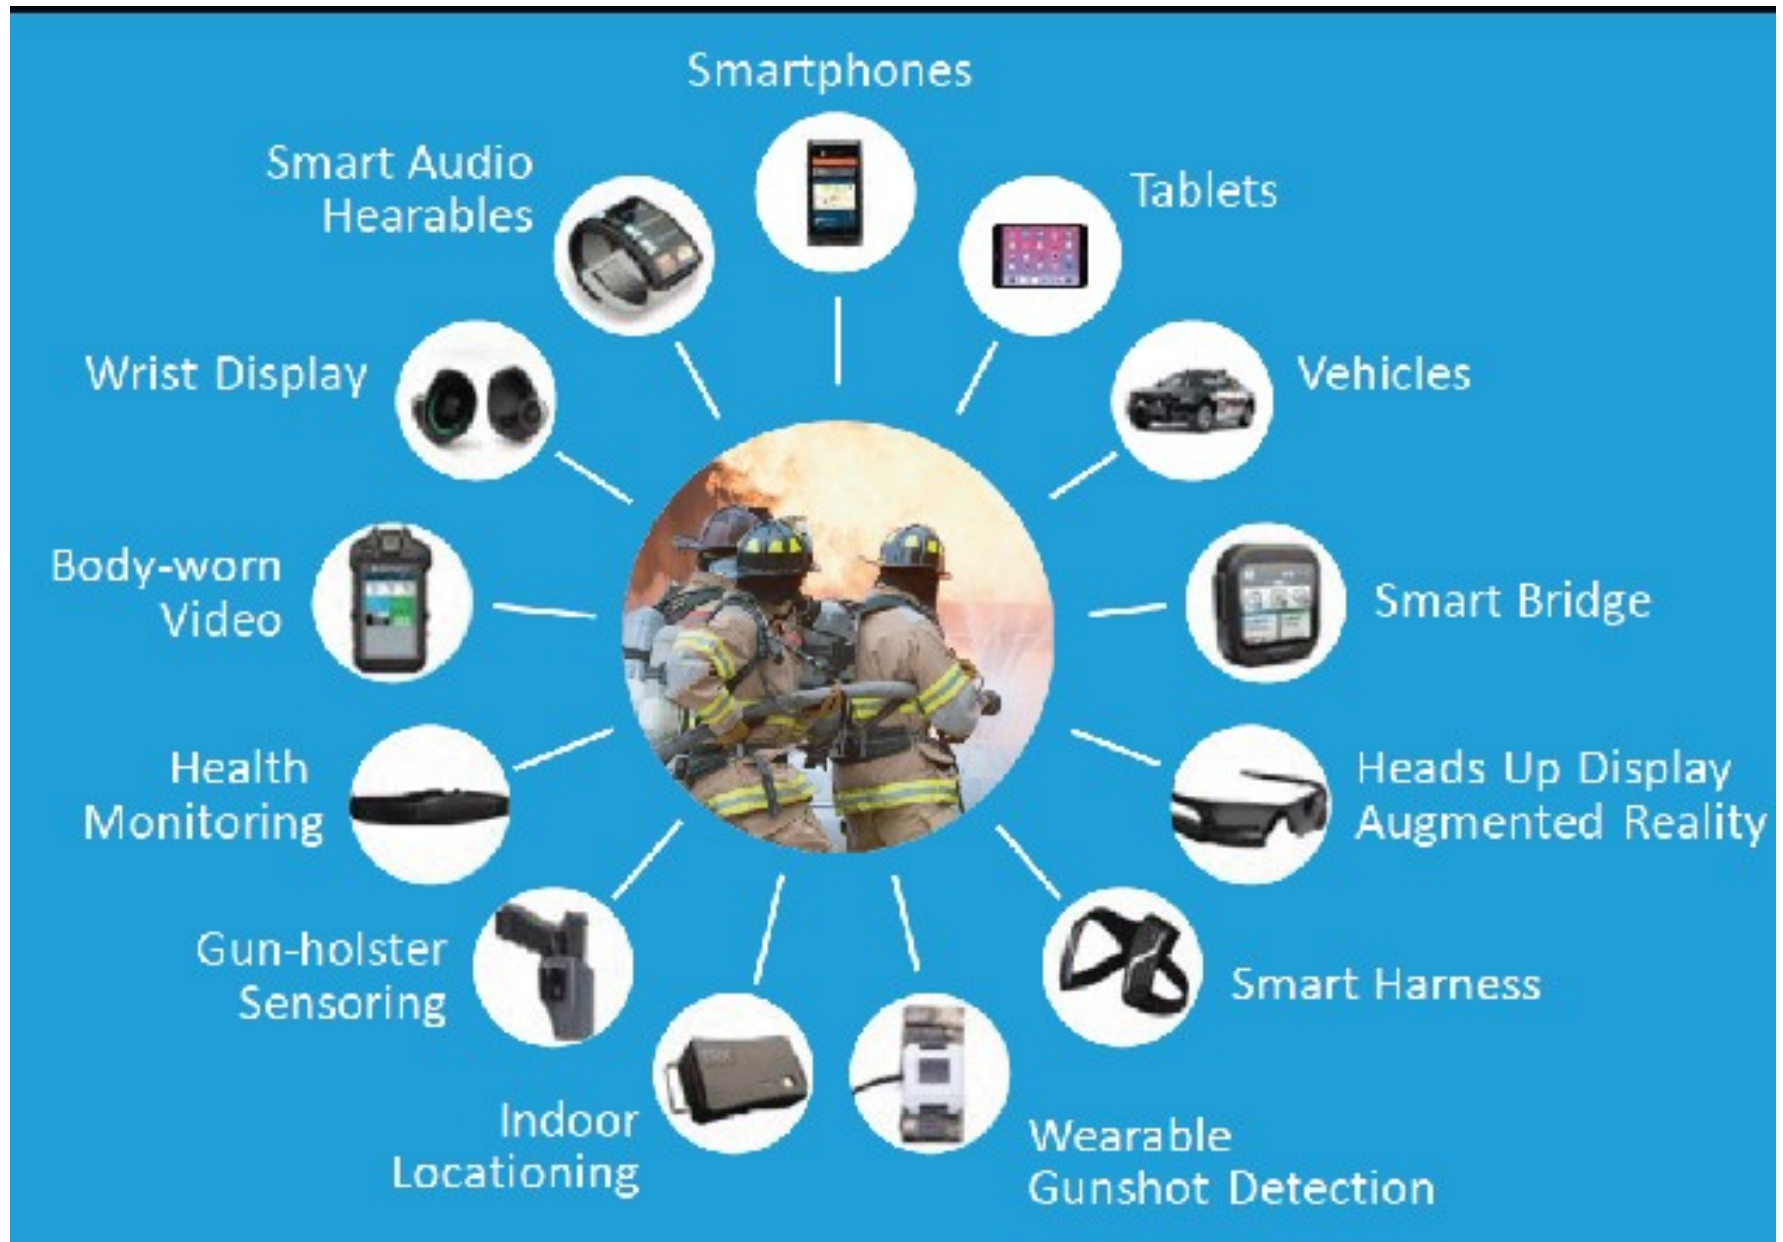 Smartphones
Smart Audio
Hearables
Tablets
Wrist Display
Vehicles
Body-worn
Video
Smart Bridge
Health
Monitoring
Heads Up Display
Augmented Reality
Gun-holster
Sensoring
Smart Harness
Indoor
Locationing
Wearable
Gunshot Detection